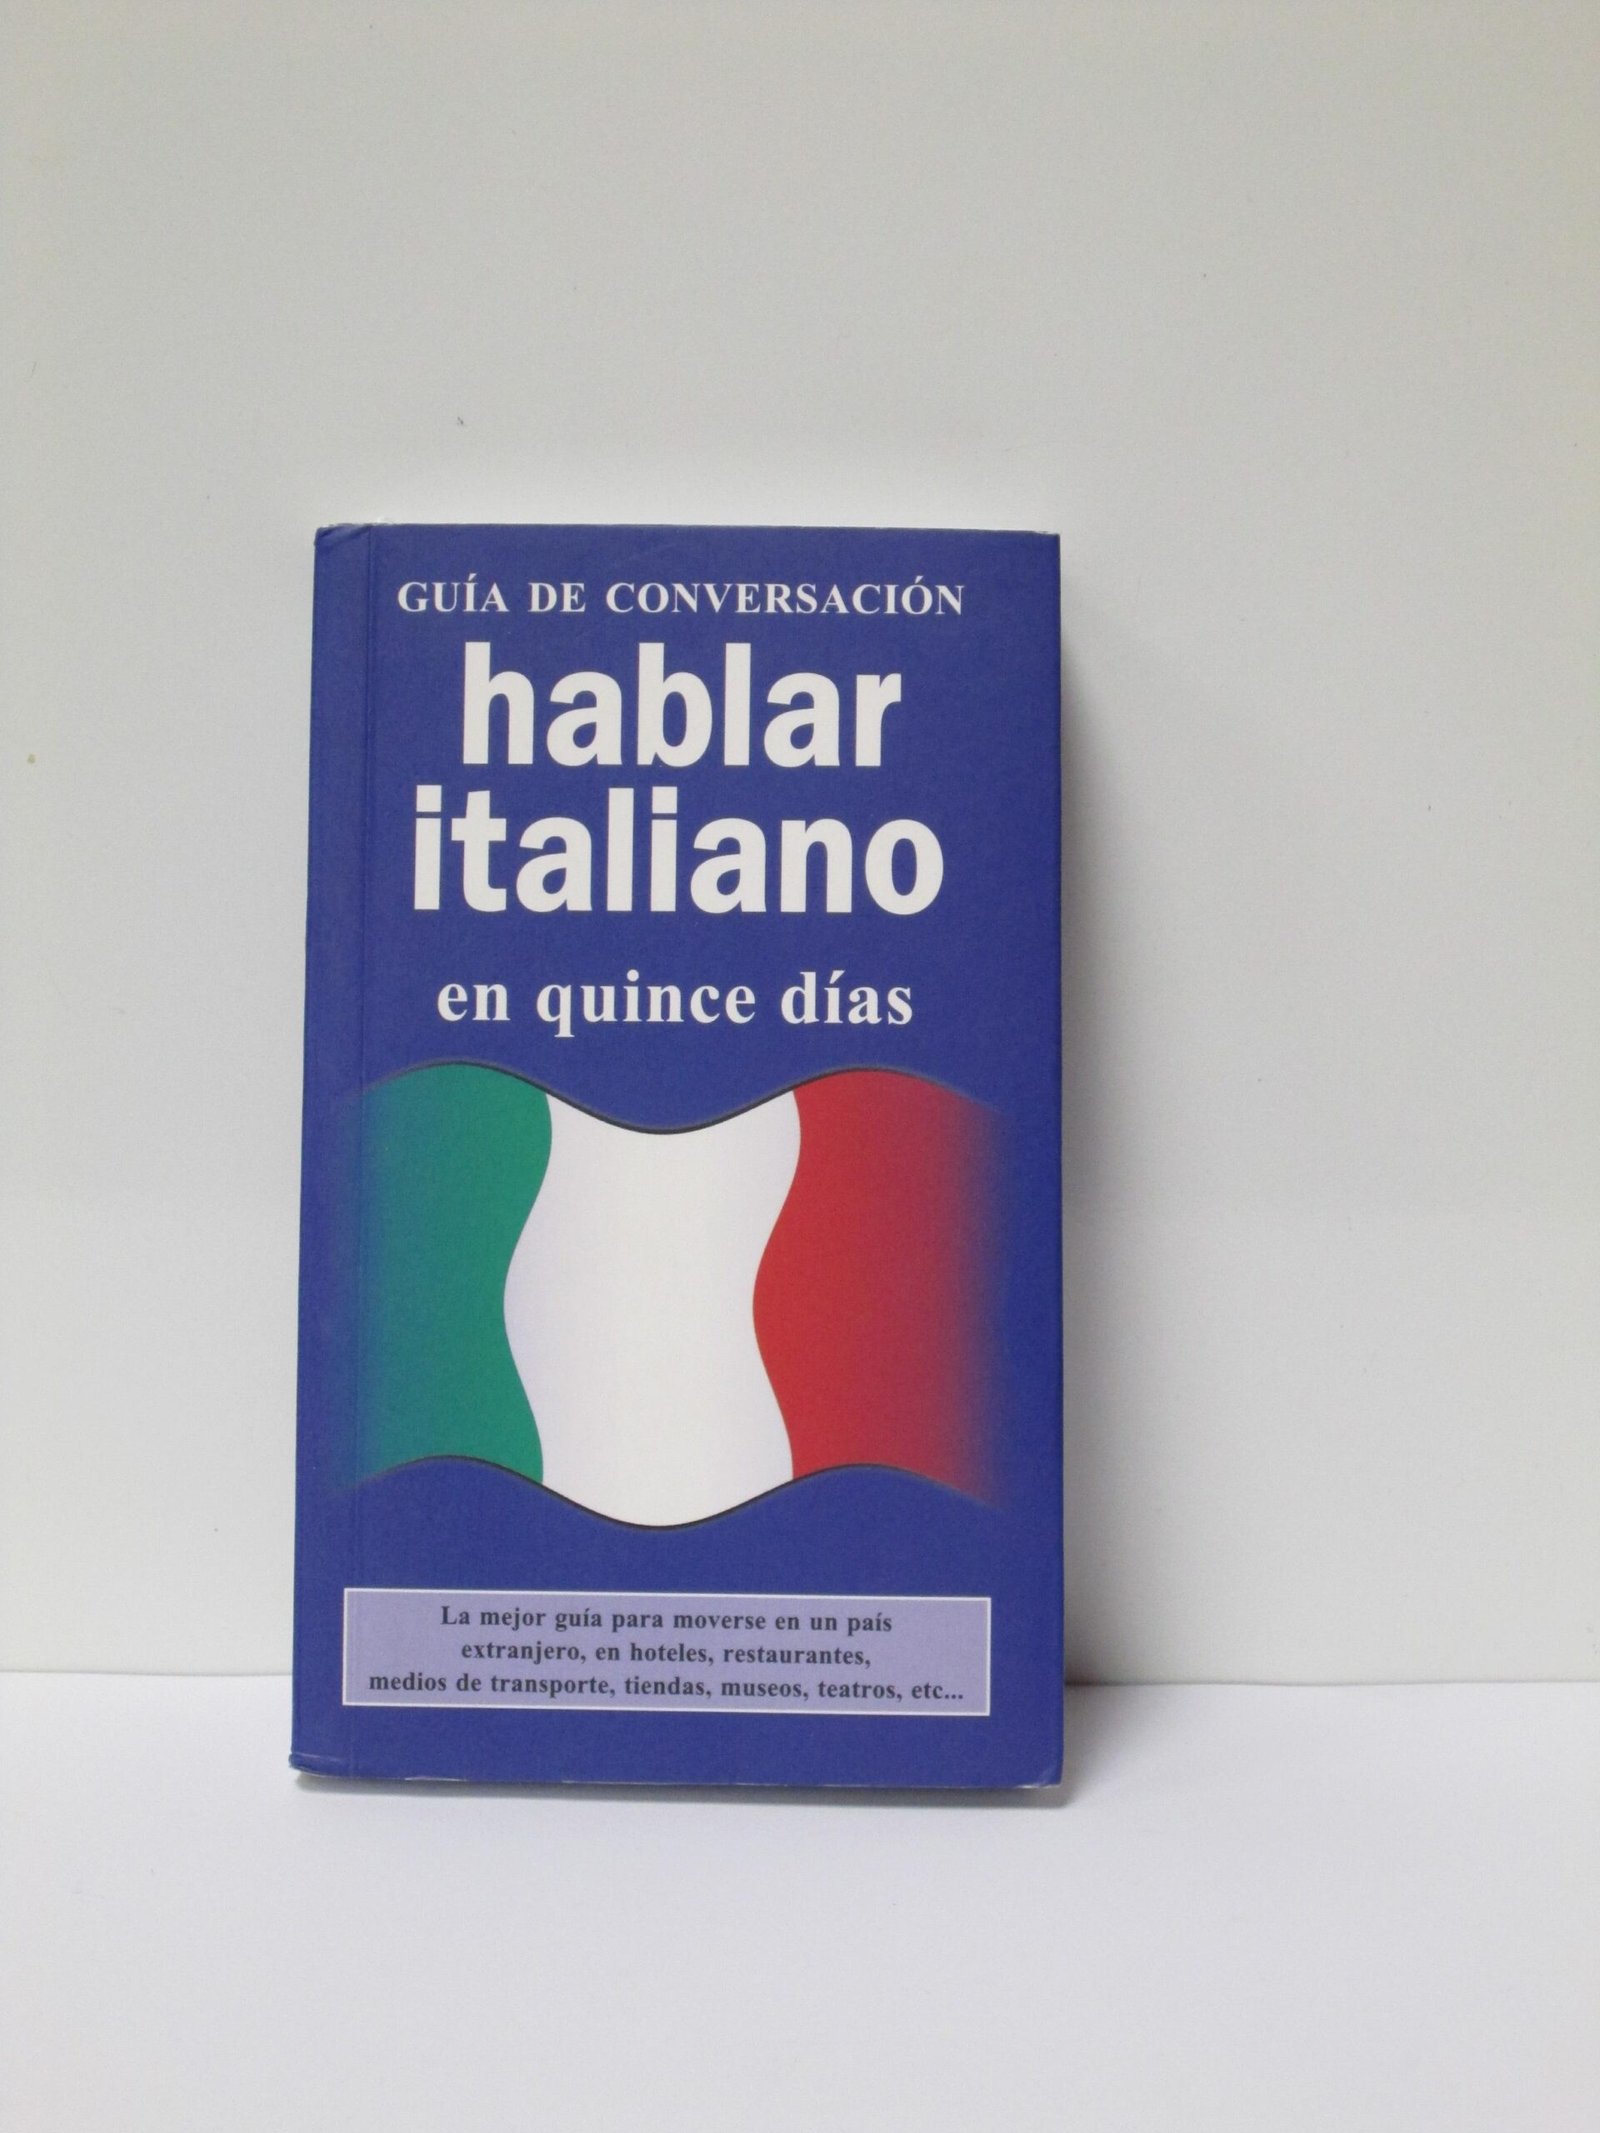 GUÍA DE CONVERSACIÓN
hablar
italiano
en quince días
La mejor guía para moverse en un país
extranjero, en hoteles, restaurantes,
medios de transporte, tiendas, museos, teatros, etc...